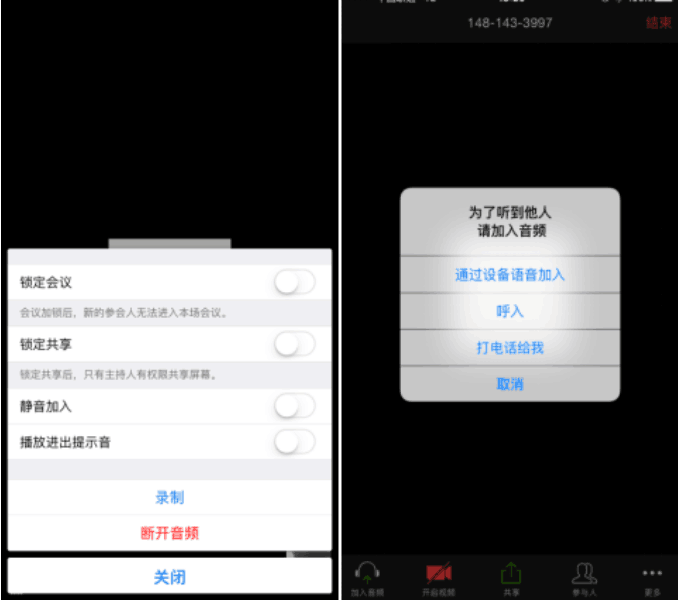 锁定会议
会议加锁后，新的参会人无法进入本场会议。
锁定共享
锁定共享后，只有主持人有权限共享屏幕。
静音加入
播放进出提示音
录制
断开音频
关闭
148-143-3997
结束
为了听到他人
请加入音频
通过设备语音加入
呼入
打电话给我
取消
加入音频
开启视频
共享
参与人
更多